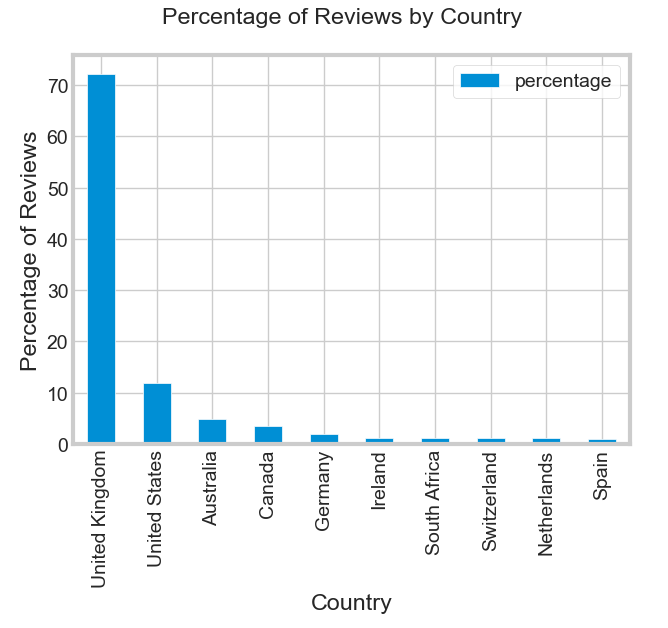 Percentage of Reviews by Country
percentage
Percentage of Reviews
70
60
50
40
30
20
10
0
United Kingdom
United States
Australia
Canada
Germany
Ireland
South Africa
Switzerland
Netherlands
Spain
Country